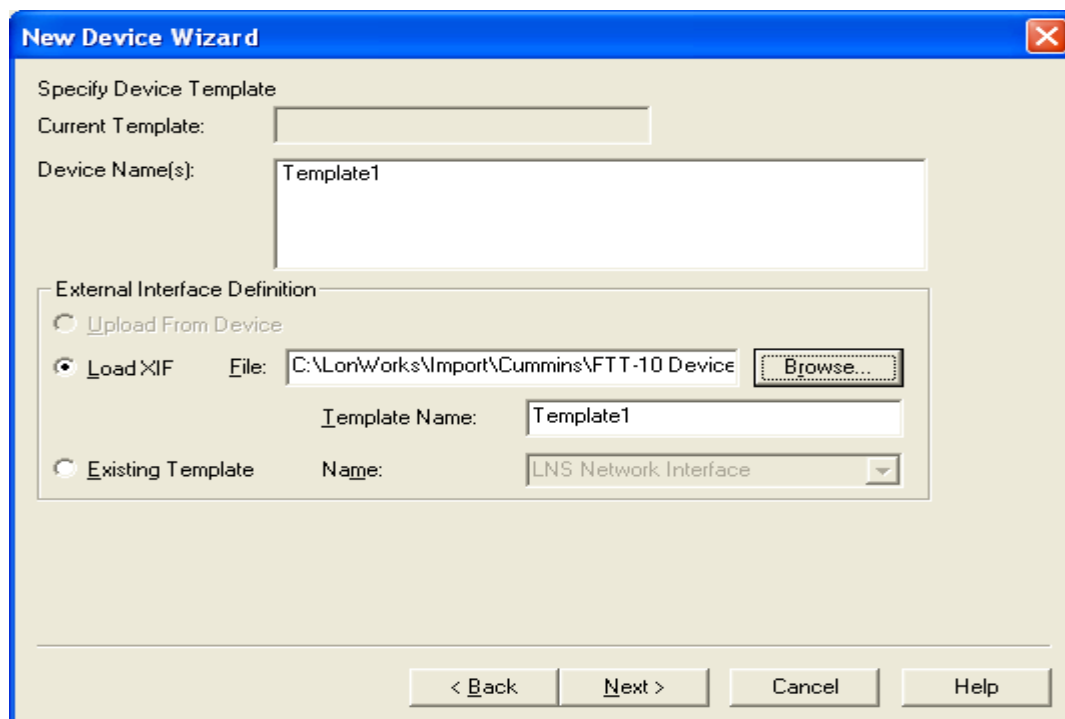 New Device Wizard
Specify Device Template
Current Template:
Device Name(s): Template1
External Interface Definition
Upload From Device
Load XIF File: C:\LonWorks\Import\Cummins\FTT-10 Device Browse...
Template Name: Template1
Existing Template Name: LNS Network Interface
< Back Next > Cancel Help